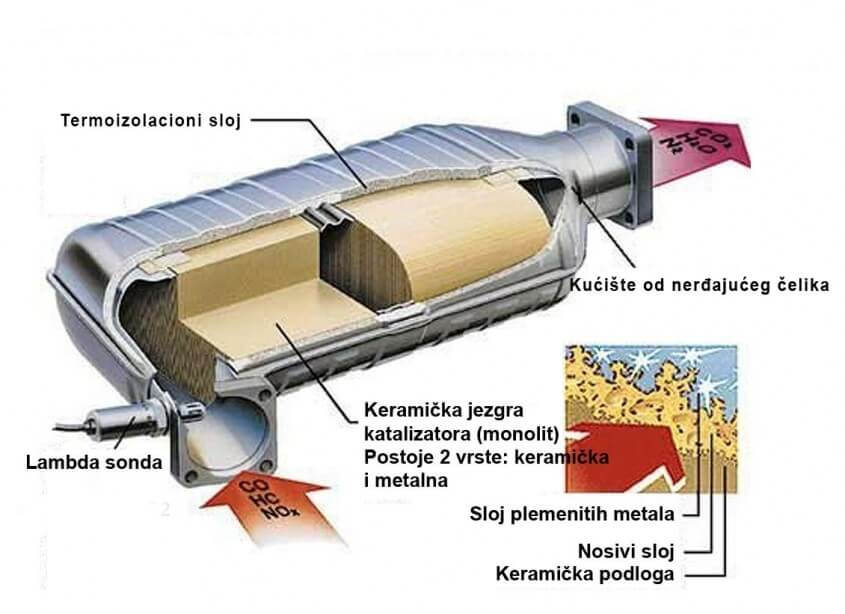 Termoizolacioni sloj
CO₂
H₂O
N₂
Kućište od nerđajućeg čelika
Keramička jezgra
katalizatora (monolit)
Postoje 2 vrste: keramička
i metalna
Lambda sonda
CO
HC
NOx
Sloj plemenitih metala
Nosivi sloj
Keramička podloga